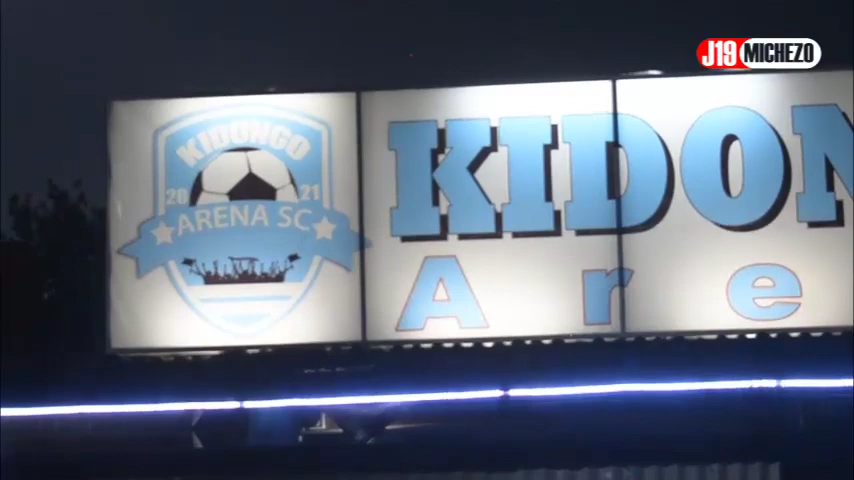 J19 MICHEZO
KIDONGO
20 21
ARENA SC
KIDON
Are